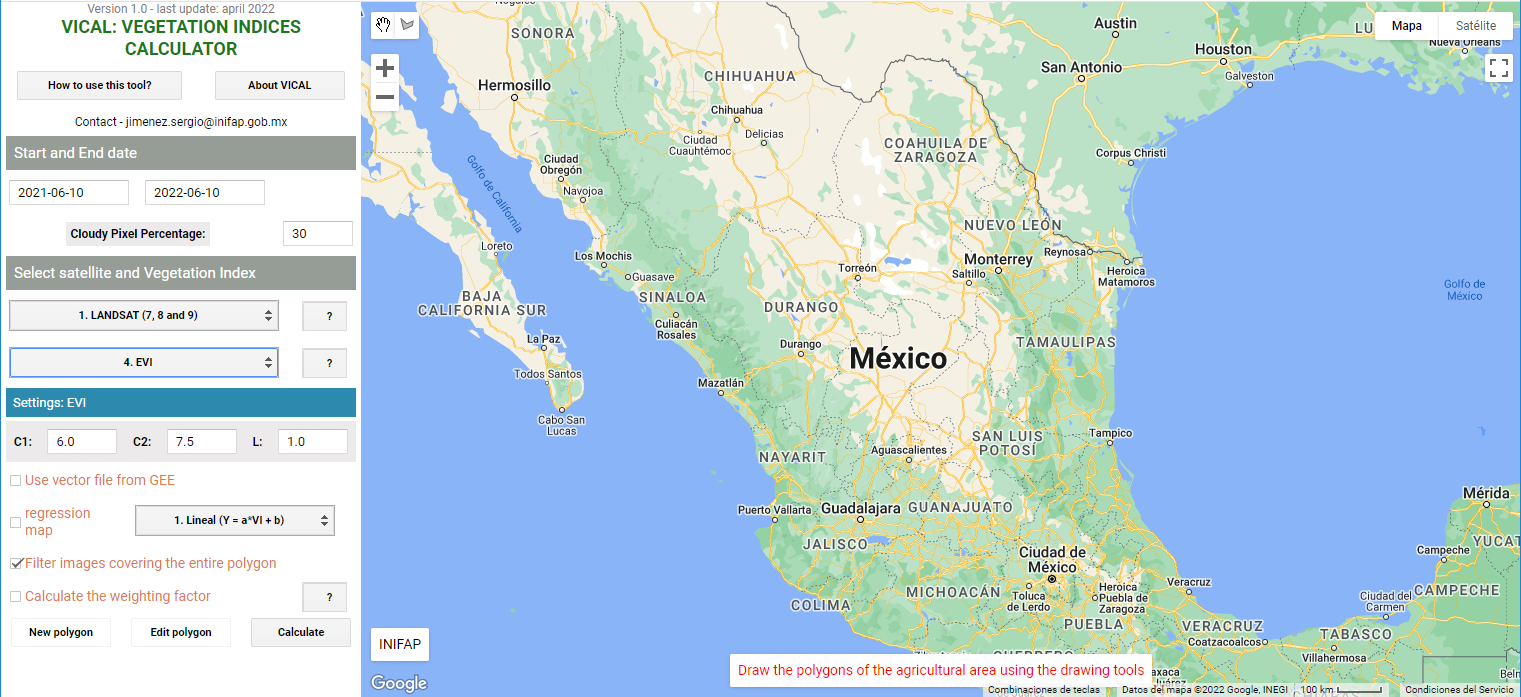 Version 1.0 - last update: april 2022
VICAL: VEGETATION INDICES
CALCULATOR
How to use this tool?
About VICAL
Contact - jimenez.sergio@inifap.gob.mx
Start and End date
2021-06-10
2022-06-10
Cloudy Pixel Percentage:
30
Select satellite and Vegetation Index
1. LANDSAT (7, 8 and 9)
?
4. EVI
?
Settings: EVI
C1:
6.0
C2:
7.5
L:
1.0
Use vector file from GEE
regression
map
1. Lineal (Y = a*VI + b)
Filter images covering the entire polygon
Calculate the weighting factor
?
New polygon
Edit polygon
Calculate
Nogales
SONORA
Austin
Mapa
Satélite
LU
Nueva Orleans
Houston
San Antonio
Galveston
CHIHUAHUA
Hermosillo
Chihuahua
Delicias
Ciudad
Cuauhtémoc
COAHUILA DE
ZARAGOZA
Corpus Christi
Golfo de California
Ciudad
Obregón
Navojoa
NUEVO LEÓN
Loreto
Los Mochis
Guasave
Torreón
Monterrey
Saltillo
Reynosa
Heroica
Matamoros
Golfo de
México
BAJA
CALIFORNIA SUR
SINALOA
Culiacán
Rosales
DURANGO
La Paz
Durango
México
TAMAULIPAS
Todos Santos
Mazatlán
Cabo San
Lucas
SAN LUIS
POTOSÍ
Tampico
NAYARIT
Aguascalientes
Mérida
Puerto Vallarta
Guadalajara
GUANAJUATO
JALISCO
Ciudad de
México
YUCAT
Campeche
COLIMA
MICHOACÁN
Toluca
de Lerdo
Heroica
Puebla de
Zaragoza
Veracruz
Ciudad del
Carmen
CAMPECHE
PUEBLA
VERACRUZ
Coatzacoalcos
TABASCO
Villahermosa
GUERRERO
INIFAP
Draw the polygons of the agricultural area using the drawing tools
axaca
Juárez
Beln
Google
Combinaciones de teclas
Datos del mapa ©2022 Google, INEGI
100 km
Condiciones del Servicio